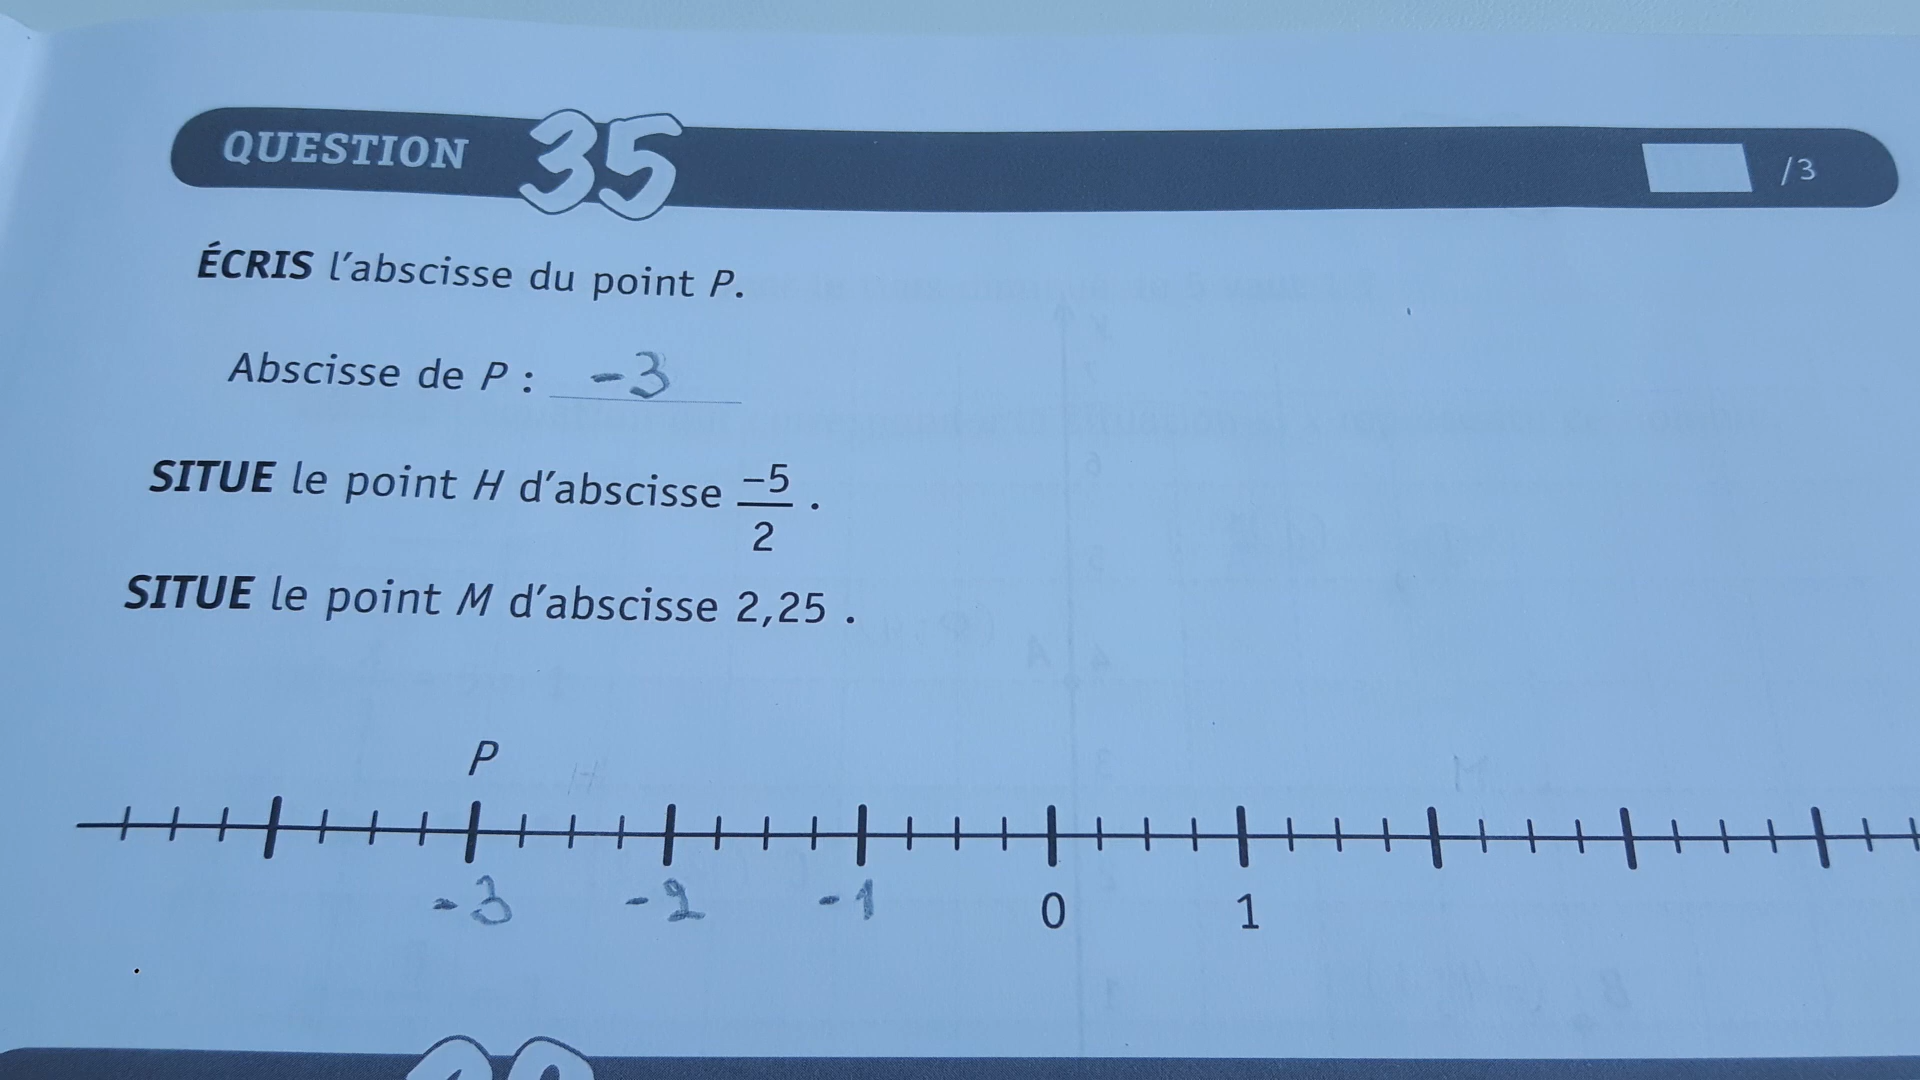 QUESTION 35 /3
ÉCRIS l'abscisse du point P.
Abscisse de P : -3
SITUE le point H d'abscisse -5/2 .
SITUE le point M d'abscisse 2,25 .
P H M
-3 -2 -1 0 1